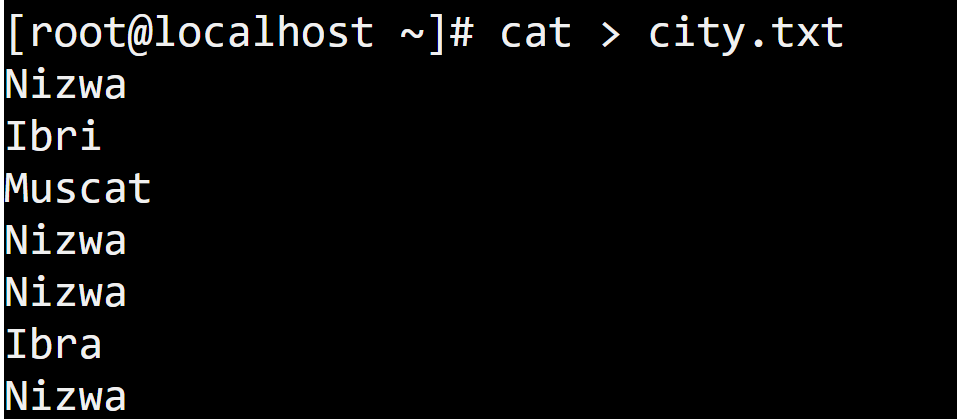 [root@localhost ~]# cat > city.txt
Nizwa
Ibri
Muscat
Nizwa
Nizwa
Ibra
Nizwa